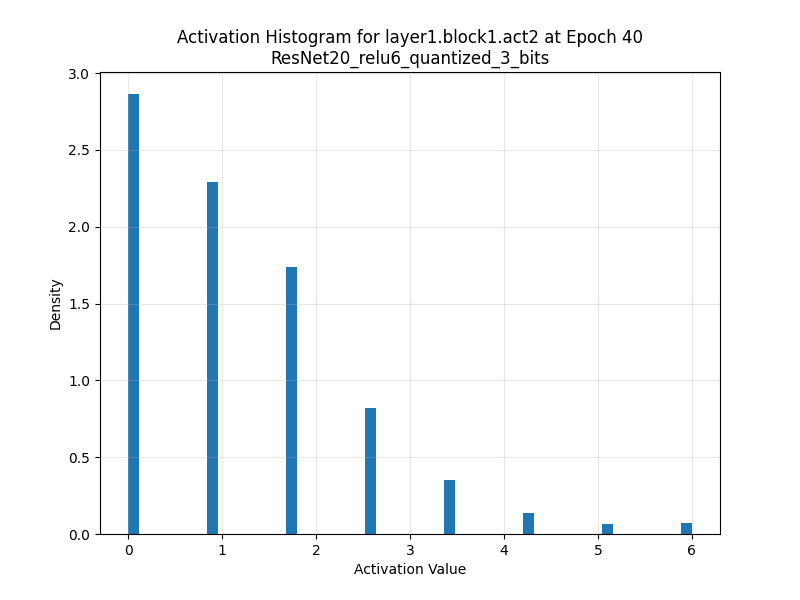 Activation Histogram for layer1.block1.act2 at Epoch 40
ResNet20_relu6_quantized_3_bits
3.0
2.5
2.0
1.5
1.0
0.5
0.0
Density
0 1 2 3 4 5 6
Activation Value